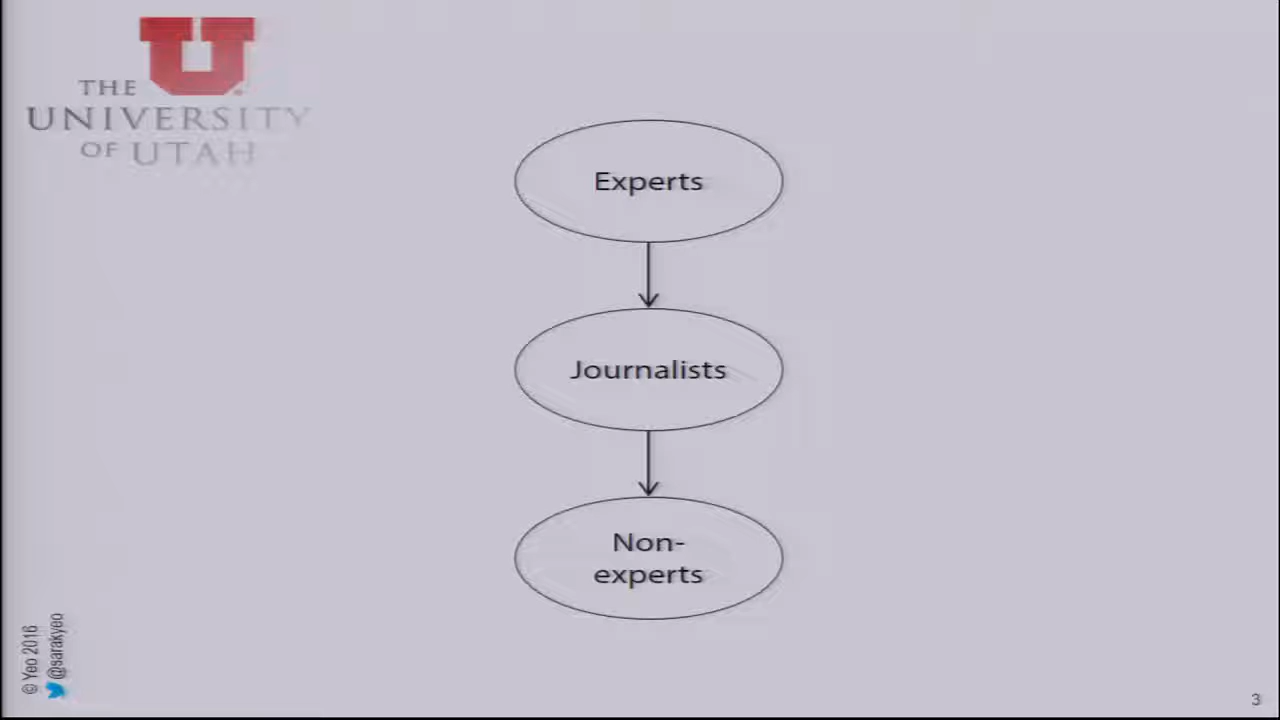 U
THE
UNIVERSITY
OF UTAH
Experts
Journalists
Non-
experts
© Yeo 2016
@sarakyeo
3